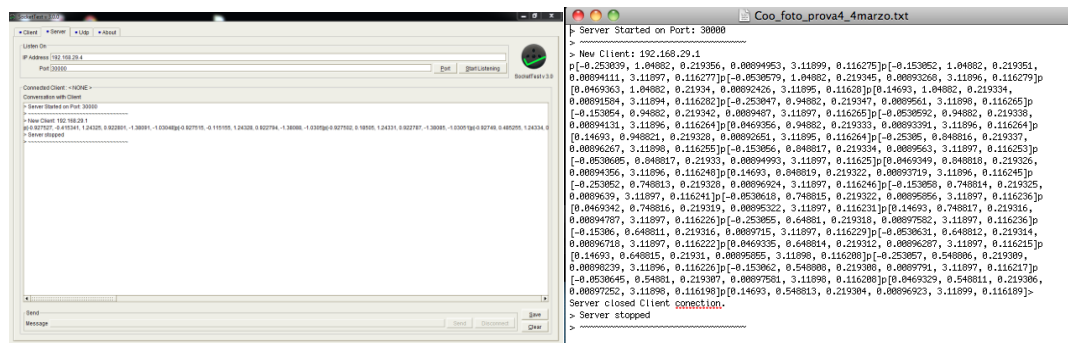 SocketTest v 3.0
Client Server Udp About
Listen On
IP Address 192.168.29.4
Port 30000 Port Start Listening
SocketTest v 3.0
Connected Client : < NONE >
Conversation with Client
> Server Started on Port: 30000
> ~~~~~~~~~~~~~~~~~~~~~~~~
> New Client: 192.168.29.1
> Server stopped
> ~~~~~~~~~~~~~~~~~~~~~~~~
Send
Message Send Disconnect
Save
Clear
Coo_foto_prova4_4marzo.txt
> Server Started on Port: 30000
> ~~~~~~~~~~~~~~~~~~~~~~~~~~~~~~~~~~~~
> New Client: 192.168.29.1
p[-0.253039, 1.04882, 0.219356, 0.00894953, 3.11899, 0.116275]p[-0.153052, 1.04882, 0.219351,
0.00894111, 3.11897, 0.116277]p[-0.0530579, 1.04882, 0.219345, 0.00893268, 3.11896, 0.116279]p
[0.0469363, 1.04882, 0.21934, 0.00892426, 3.11895, 0.11628]p[0.14693, 1.04882, 0.219334,
0.00891584, 3.11894, 0.116282]p[-0.253047, 0.94882, 0.219347, 0.0089561, 3.11898, 0.116265]p
[-0.153054, 0.94882, 0.219342, 0.0089487, 3.11897, 0.116265]p[-0.0530592, 0.94882, 0.219338,
0.00894131, 3.11896, 0.116264]p[0.0469356, 0.94882, 0.219333, 0.00893391, 3.11896, 0.116264]p
[0.14693, 0.948821, 0.219328, 0.00892651, 3.11895, 0.116264]p[-0.25305, 0.848816, 0.219337,
0.00896267, 3.11898, 0.116255]p[-0.153056, 0.848817, 0.219334, 0.0089563, 3.11897, 0.116253]p
[-0.0530605, 0.848817, 0.21933, 0.00894993, 3.11897, 0.11625]p[0.0469349, 0.848818, 0.219326,
0.00894356, 3.11896, 0.116248]p[0.14693, 0.848819, 0.219322, 0.00893719, 3.11896, 0.116245]p
[-0.253052, 0.748813, 0.219328, 0.00896924, 3.11897, 0.116246]p[-0.153058, 0.748814, 0.219325,
0.0089639, 3.11897, 0.116241]p[-0.0530618, 0.748815, 0.219322, 0.00895856, 3.11897, 0.116236]p
[0.0469342, 0.748816, 0.219319, 0.00895322, 3.11897, 0.116231]p[0.14693, 0.748817, 0.219316,
0.00894787, 3.11897, 0.116226]p[-0.253055, 0.64881, 0.219318, 0.00897582, 3.11897, 0.116236]p
[-0.15306, 0.648811, 0.219316, 0.0089715, 3.11897, 0.116229]p[-0.0530631, 0.648812, 0.219314,
0.00896718, 3.11897, 0.116222]p[0.0469335, 0.648814, 0.219312, 0.00896287, 3.11897, 0.116215]p
[0.14693, 0.648815, 0.21931, 0.00895855, 3.11898, 0.116208]p[-0.253057, 0.548806, 0.219309,
0.00898239, 3.11896, 0.116226]p[-0.153062, 0.548808, 0.219308, 0.0089791, 3.11897, 0.116217]p
[-0.0530645, 0.54881, 0.219307, 0.00897581, 3.11898, 0.116208]p[0.0469329, 0.548811, 0.219306,
0.00897252, 3.11898, 0.116198]p[0.14693, 0.548813, 0.219304, 0.00896923, 3.11899, 0.116189]>
Server closed Client conection.
> Server stopped
> ~~~~~~~~~~~~~~~~~~~~~~~~~~~~~~~~~~~~